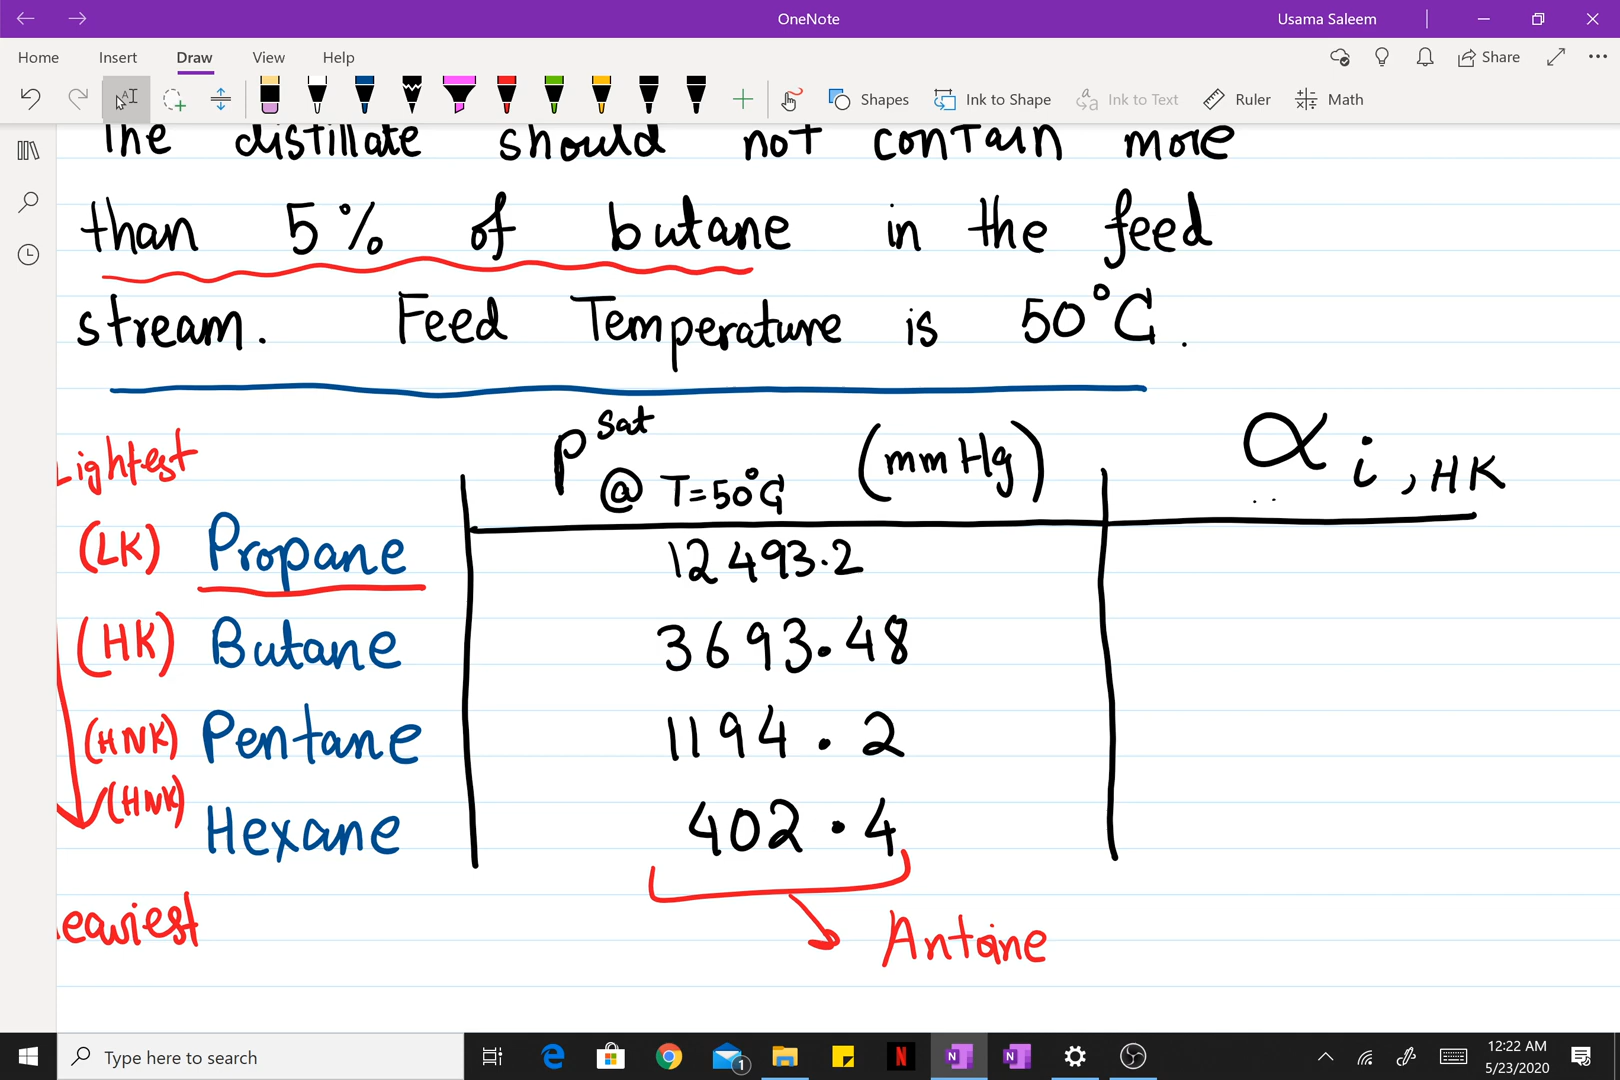 OneNote
Usama Saleem
Home Insert Draw View Help
Share
Shapes Ink to Shape Ink to Text Ruler Math
The distillate should not contain more
than 5% of butane in the feed
stream. Feed Temperature is 50°C.
Lightest
P sat @ T=50°C (mmHg)
α i, HK
(LK) Propane 12493.2
(HK) Butane 3693.48
(HNK) Pentane 1194.2
(HNK) Hexane 402.4
eaviest
Antoine
Type here to search
1
12:22 AM
5/23/2020